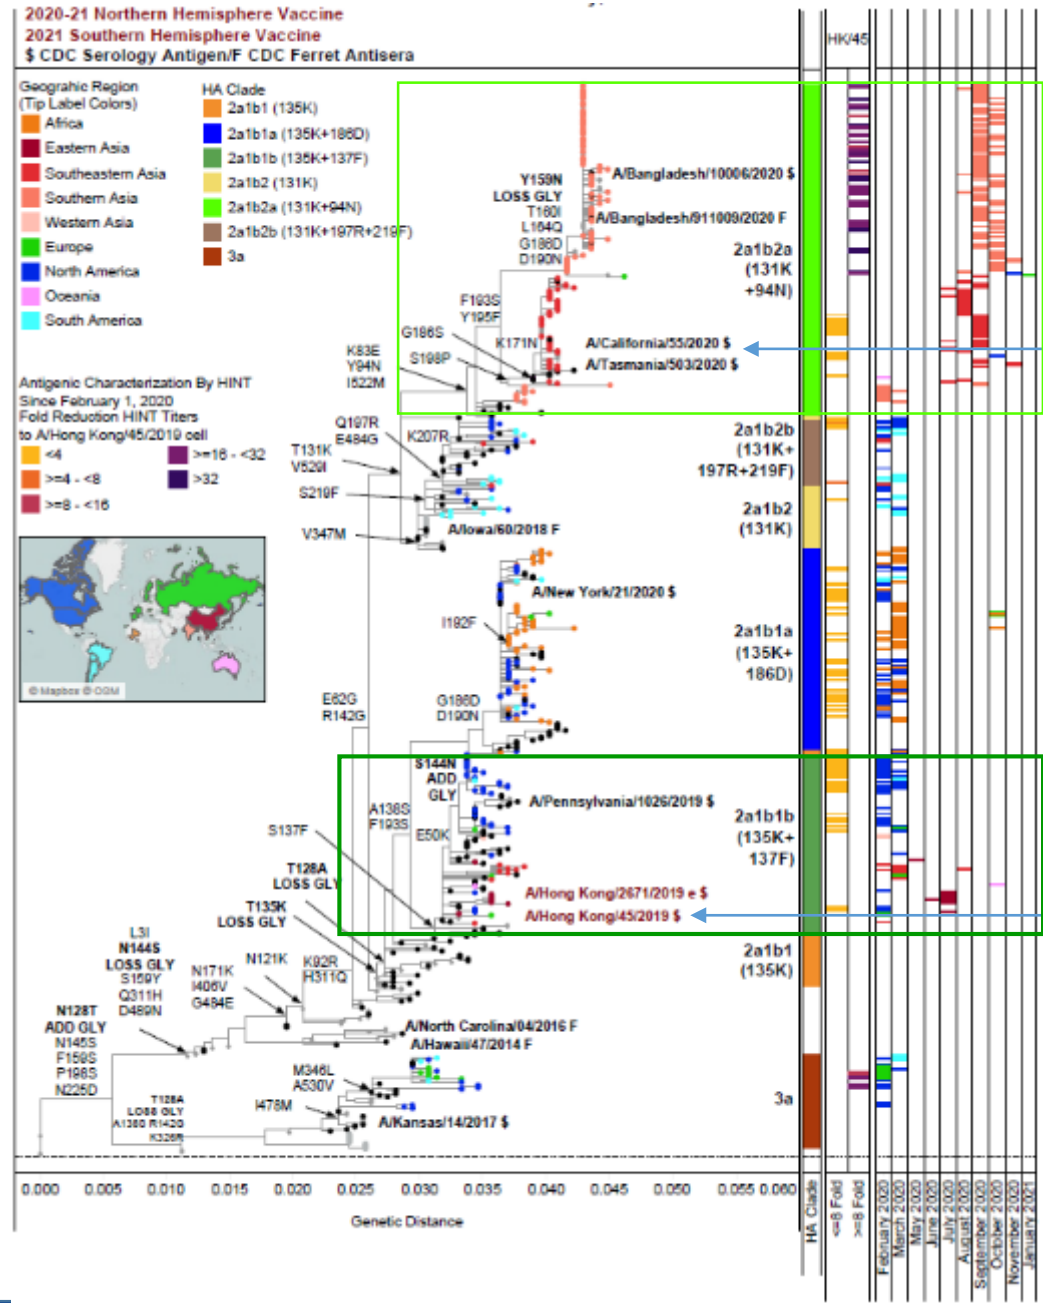 2020-21 Northern Hemisphere Vaccine
2021 Southern Hemisphere Vaccine
$ CDC Serology Antigen/F CDC Ferret Antisera
HK/45
Geograhic Region
(Tip Label Colors)
Africa
Eastern Asia
Southeastern Asia
Southern Asia
Western Asia
Europe
North America
Oceania
South America
HA Clade
2a1b1 (135K)
2a1b1a (135K+186D)
2a1b1b (135K+137F)
2a1b2 (131K)
2a1b2a (131K+94N)
2a1b2b (131K+197R+219F)
3a
Antigenic Characterization By HINT
Since February 1, 2020
Fold Reduction HINT Titers
to A/Hong Kong/45/2019 cell
<4
>=4 - <8
>=8 - <16
>=16 - <32
>32
© Mapbox © OSM
A/Bangladesh/10006/2020 $
Y159N
LOSS GLY
T160I
L164Q
G186D
D190N
A/Bangladesh/911009/2020 F
2a1b2a
(131K
+94N)
F193S
Y195F
G186S
S198P
K171N
A/California/55/2020 $
A/Tasmania/503/2020 $
K83E
Y94N
I522M
Q197R
E484G
K207R
T131K
V529I
S219F
V347M
2a1b2b
(131K+
197R+219F)
2a1b2
(131K)
A/Iowa/60/2018 F
A/New York/21/2020 $
I192F
2a1b1a
(135K+
186D)
E62G
R142G
G186D
D190N
S144N
ADD
GLY
A/Pennsylvania/1026/2019 $
A138S
F193S
E50K
S137F
2a1b1b
(135K+
137F)
T128A
LOSS GLY
T135K
LOSS GLY
A/Hong Kong/2671/2019 e $
A/Hong Kong/45/2019 $
2a1b1
(135K)
L3I
N144S
LOSS GLY
S159Y
Q311H
D489N
N171K
I406V
G484E
N121K
K92R
H311Q
N128T
ADD GLY
N145S
F159S
P198S
N225D
A/North Carolina/04/2016 F
A/Hawaii/47/2014 F
M346L
A530V
I478M
T128A
LOSS GLY
A138S R142G
K326R
A/Kansas/14/2017 $
3a
0.000 0.005 0.010 0.015 0.020 0.025 0.030 0.035 0.040 0.045 0.050 0.055 0.060
Genetic Distance
HA Clade
<=8 Fold
>=8 Fold
February 2020
March 2020
May 2020
June 2020
July 2020
August 2020
September 2020
October 2020
November 2020
January 2021